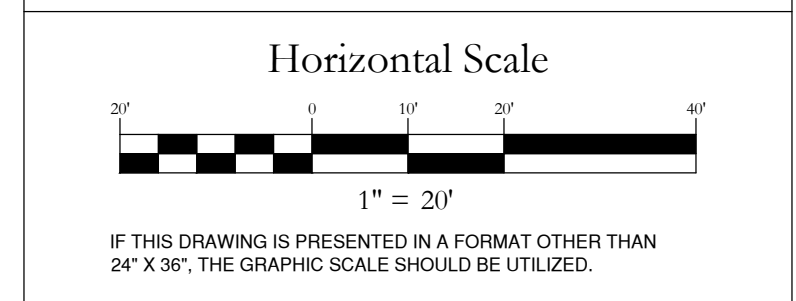 Horizontal Scale
20' 0 10' 20' 40'
1" = 20'
IF THIS DRAWING IS PRESENTED IN A FORMAT OTHER THAN
24" X 36", THE GRAPHIC SCALE SHOULD BE UTILIZED.